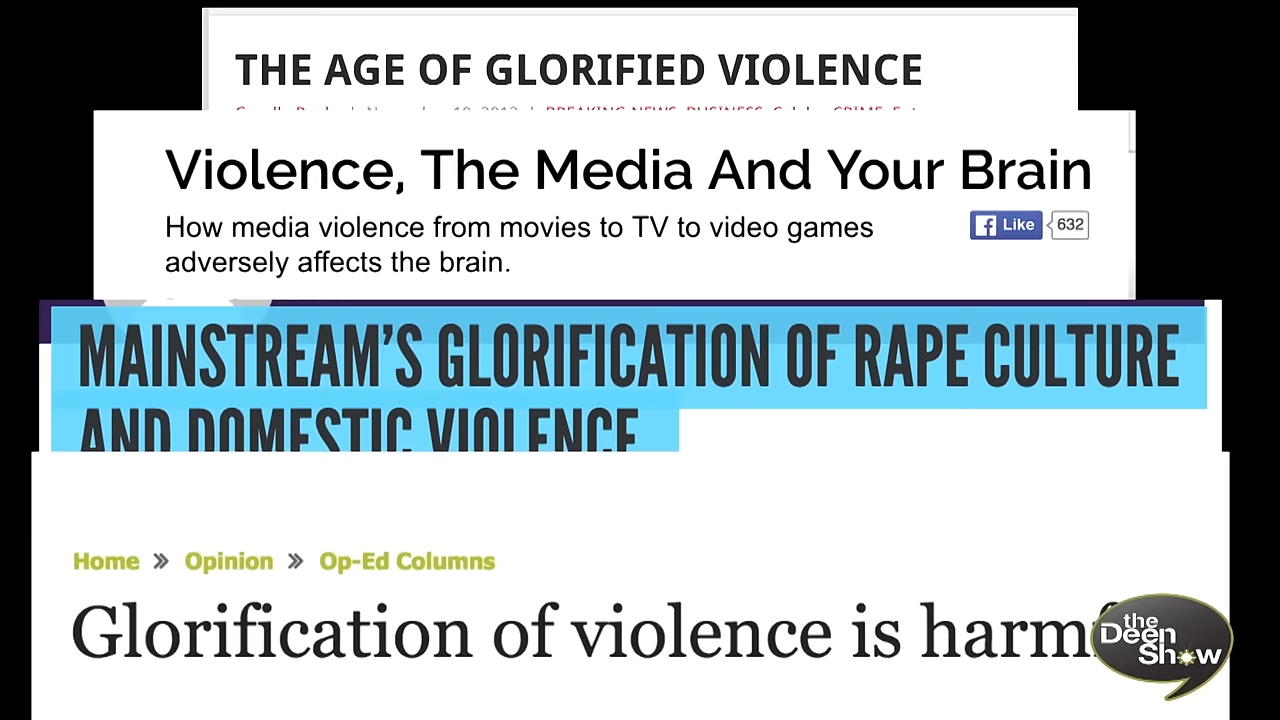 THE AGE OF GLORIFIED VIOLENCE
Violence, The Media And Your Brain
How media violence from movies to TV to video games
Like 632
adversely affects the brain.
MAINSTREAM'S GLORIFICATION OF RAPE CULTURE
AND DOMESTIC VIOLENCE
Home » Opinion » Op-Ed Columns
Glorification of violence is harm
the
Deen
Show